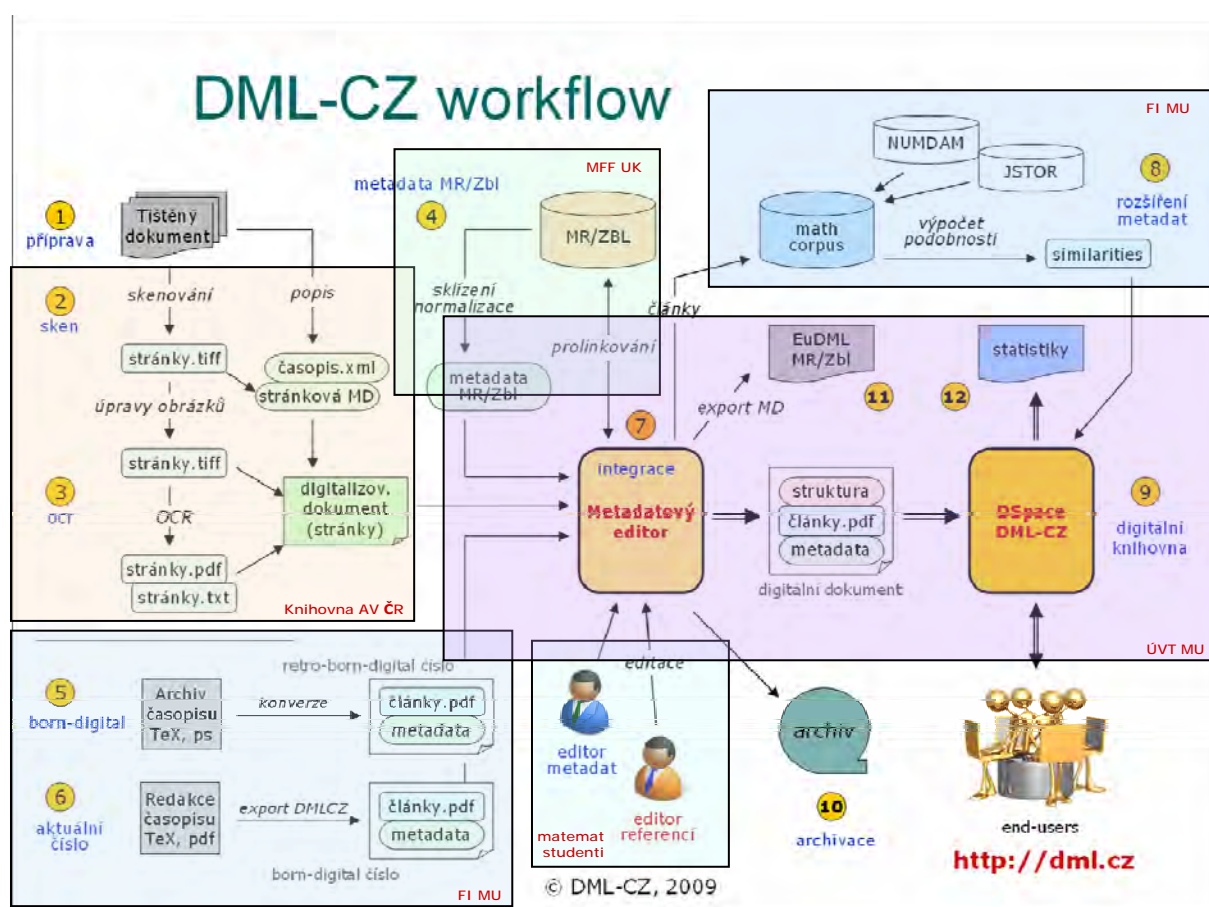 DML-CZ workflow
FI MU
NUMDAM
JSTOR
8
rozšíření
metadat
math
corpus
výpočet
podobností
similarities
články
MFF UK
metadata MR/Zbl
4
MR/ZBL
sklízení
normalizace
prolinkování
metadata
MR/Zbl
1
příprava
Tištěný
dokument
2
sken
skenování
popis
stránky.tiff
časopis.xml
stránková MD
úpravy obrázků
stránky.tiff
3
OCR
OCR
digitalizov.
dokument
(stránky)
stránky.pdf
stránky.txt
Knihovna AV ČR
EuDML
MR/Zbl
11
export MD
statistiky
12
7
integrace
Metadatový
editor
struktura
články.pdf
metadata
digitální dokument
DSpace
DML-CZ
9
digitální
knihovna
ÚVT MU
retro-born-digital číslo
5
born-digital
Archiv
časopisu
TeX, ps
konverze
články.pdf
metadata
6
aktuální
číslo
Redakce
časopisu
TeX, pdf
export DMLCZ
články.pdf
metadata
born-digital číslo
FI MU
editace
editor
metadat
editor
referencí
matemat
studenti
archiv
10
archivace
end-users
http://dml.cz
© DML-CZ, 2009